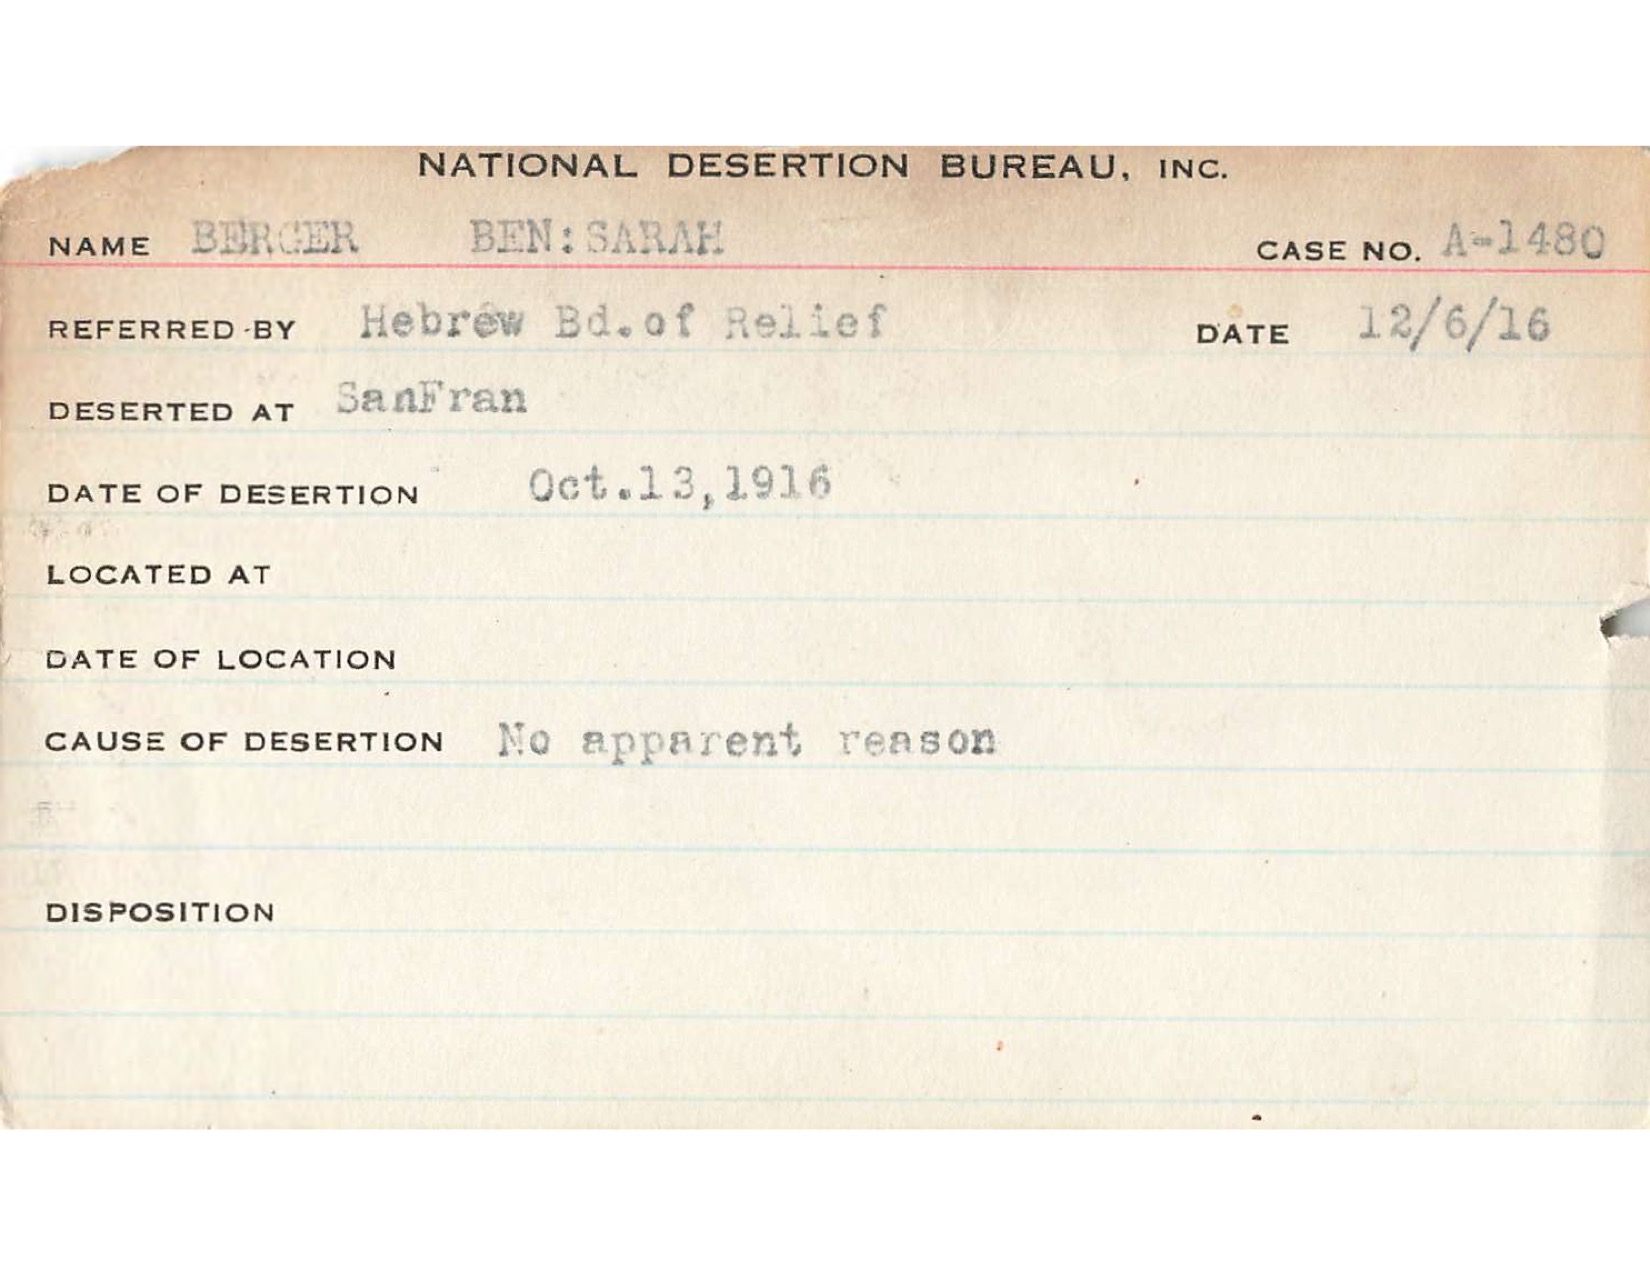 NATIONAL DESERTION BUREAU, INC.
NAME BERGER BEN:SARAH CASE NO. A-1480
REFERRED BY Hebrew Bd.of Relief DATE 12/6/16
DESERTED AT SanFran
DATE OF DESERTION Oct.13,1916
LOCATED AT
DATE OF LOCATION
CAUSE OF DESERTION No apparent reason
DISPOSITION